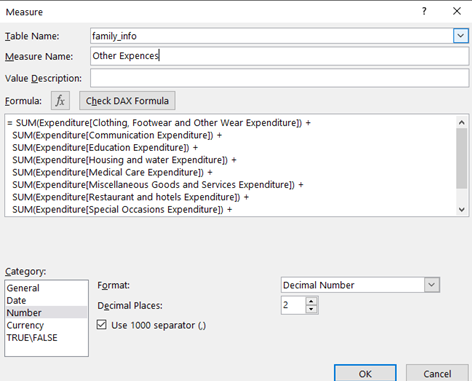 Measure ? ×
Table Name: family_info
Measure Name: Other Expences
Value Description:
Formula: fx Check DAX Formula
= SUM(Expenditure[Clothing, Footwear and Other Wear Expenditure]) +
SUM(Expenditure[Communication Expenditure]) +
SUM(Expenditure[Education Expenditure]) +
SUM(Expenditure[Housing and water Expenditure]) +
SUM(Expenditure[Medical Care Expenditure]) +
SUM(Expenditure[Miscellaneous Goods and Services Expenditure]) +
SUM(Expenditure[Restaurant and hotels Expenditure]) +
SUM(Expenditure[Special Occasions Expenditure]) +
Category:
General
Date
Number
Currency
TRUE\FALSE
Format: Decimal Number
Decimal Places: 2
Use 1000 separator (,)
OK Cancel